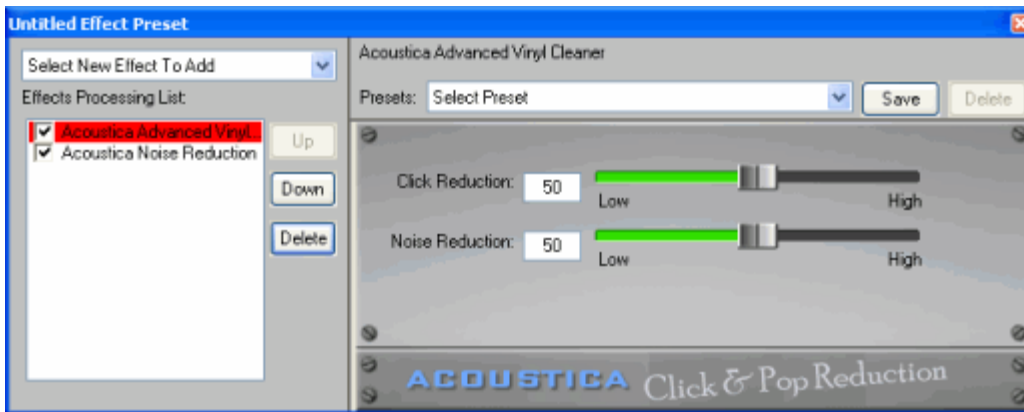 Untitled Effect Preset
Select New Effect To Add
Effects Processing List:
Acoustica Advanced Vinyl...
Acoustica Noise Reduction
Up
Down
Delete
Acoustica Advanced Vinyl Cleaner
Presets: Select Preset Save Delete
Click Reduction: 50
Low High
Noise Reduction: 50
Low High
ACOUSTICA Click & Pop Reduction